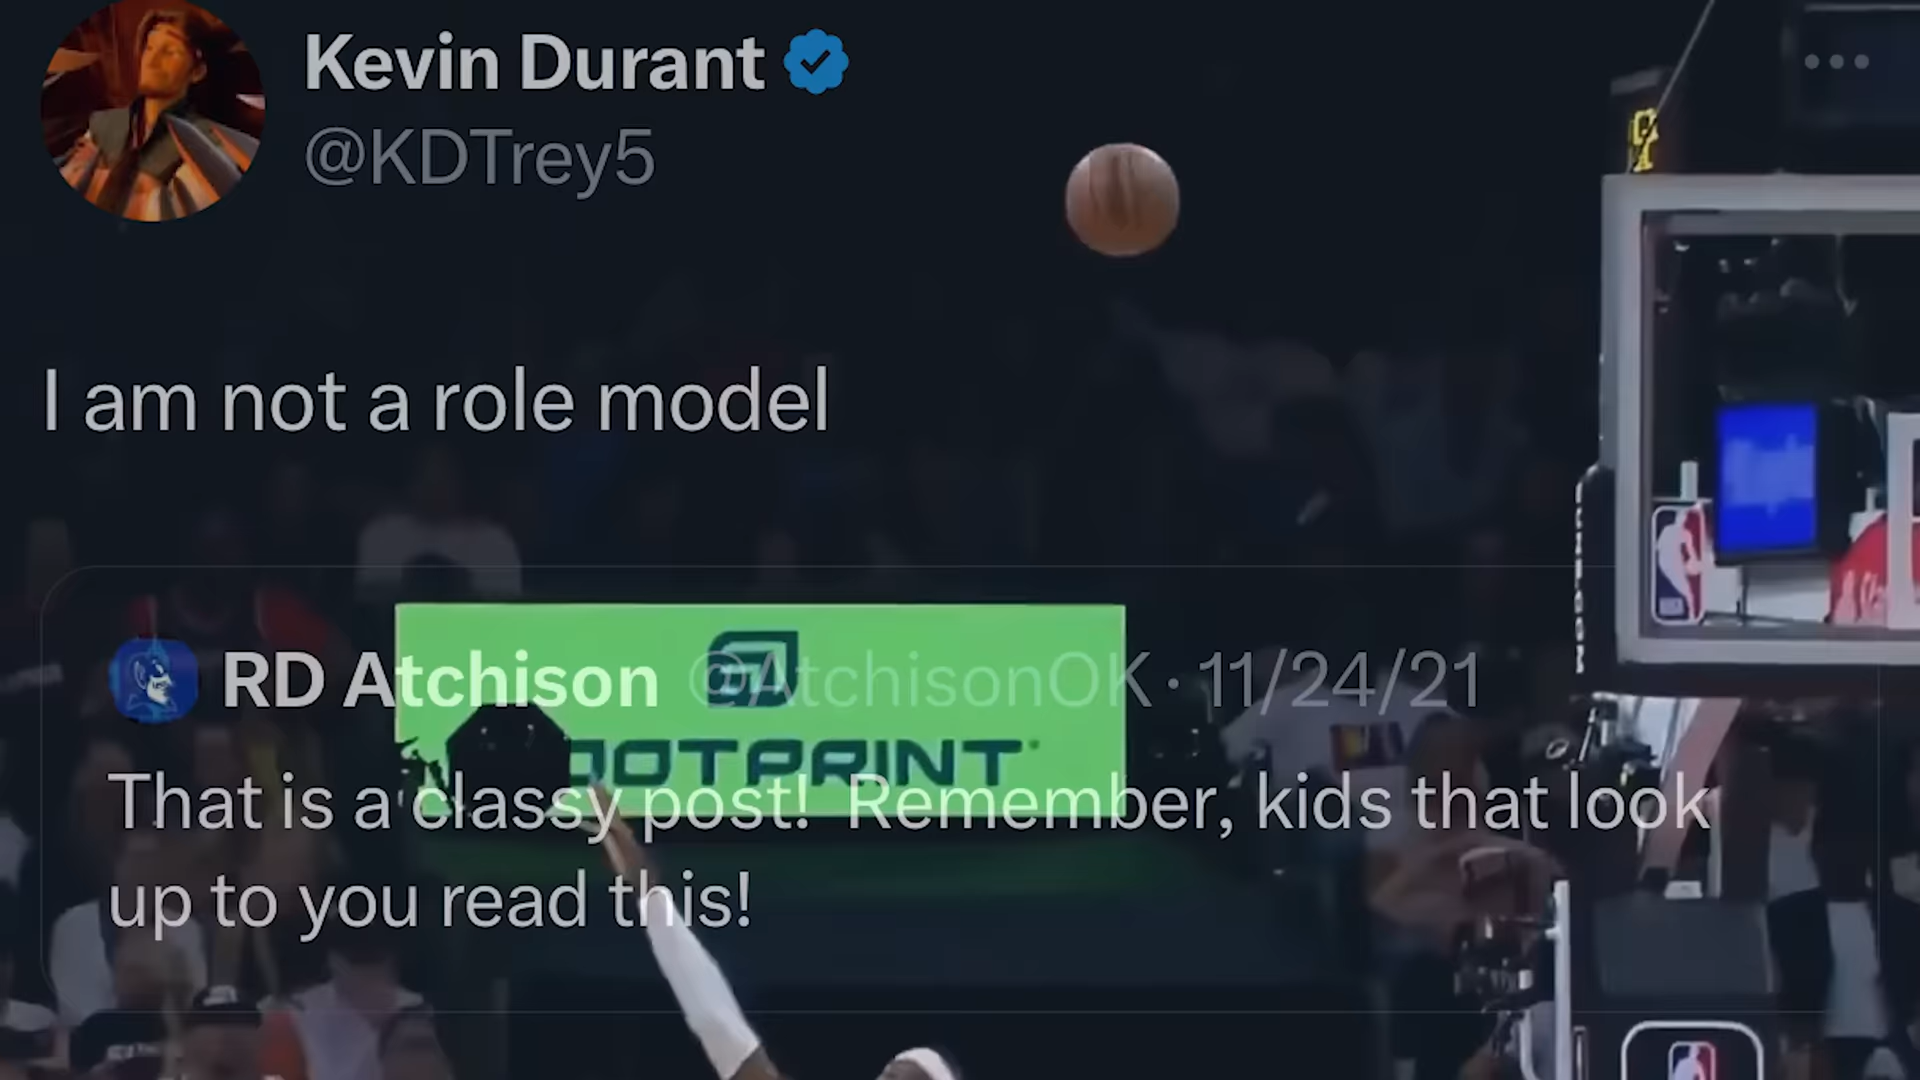 Kevin Durant
@KDTrey5
I am not a role model
RD Atchison @AtchisonOK · 11/24/21
OOTPRINT
That is a classy post! Remember, kids that look
up to you read this!